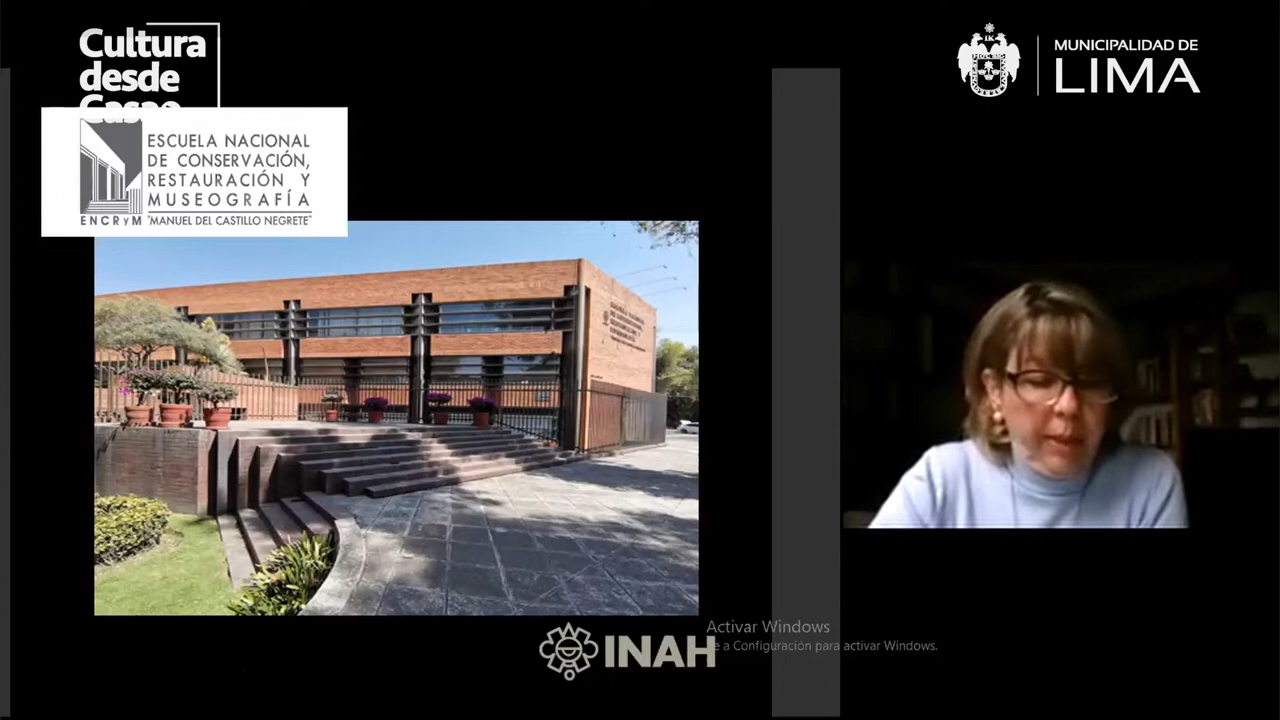 Cultura
desde
Casa
MUNICIPALIDAD DE
LIMA
ESCUELA NACIONAL
DE CONSERVACIÓN,
RESTAURACIÓN Y
MUSEOGRAFÍA
ENCRyM "MANUEL DEL CASTILLO NEGRETE"
INAH
Activar Windows
e a Configuración para activar Windows.